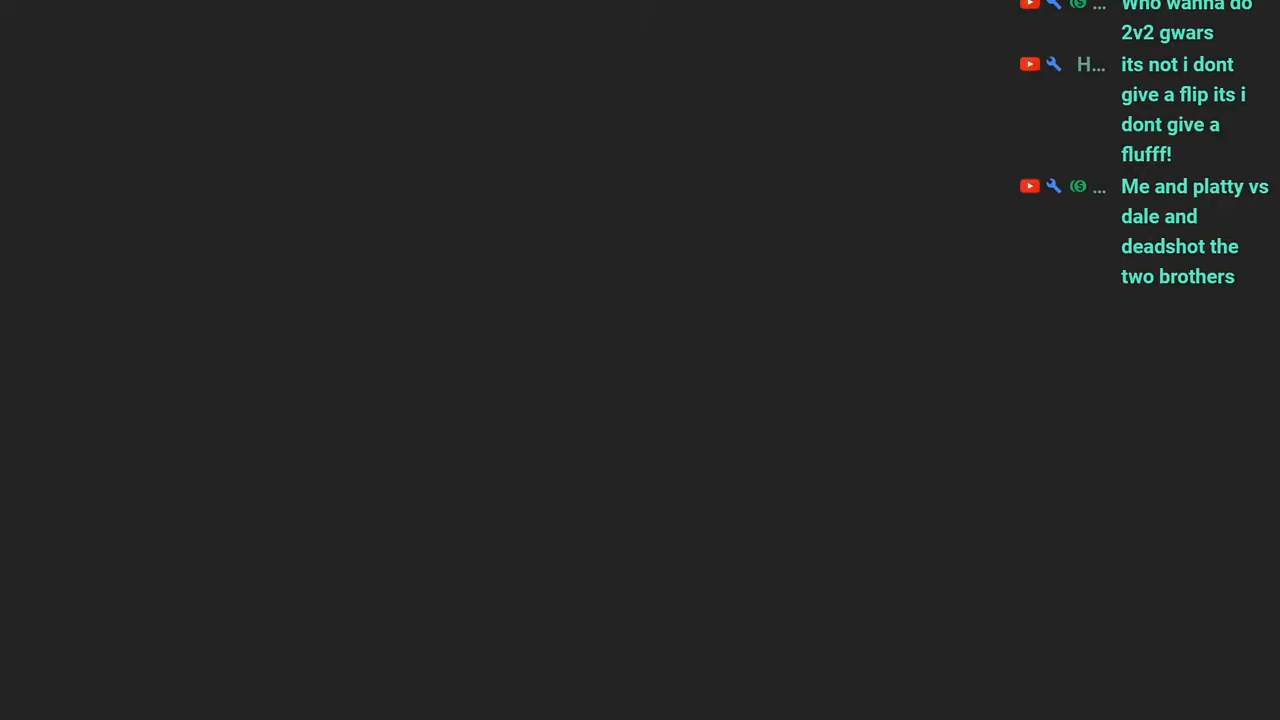 ... Who wanna do
2v2 gwars
H... its not i dont
give a flip its i
dont give a
flufff!
... Me and platty vs
dale and
deadshot the
two brothers